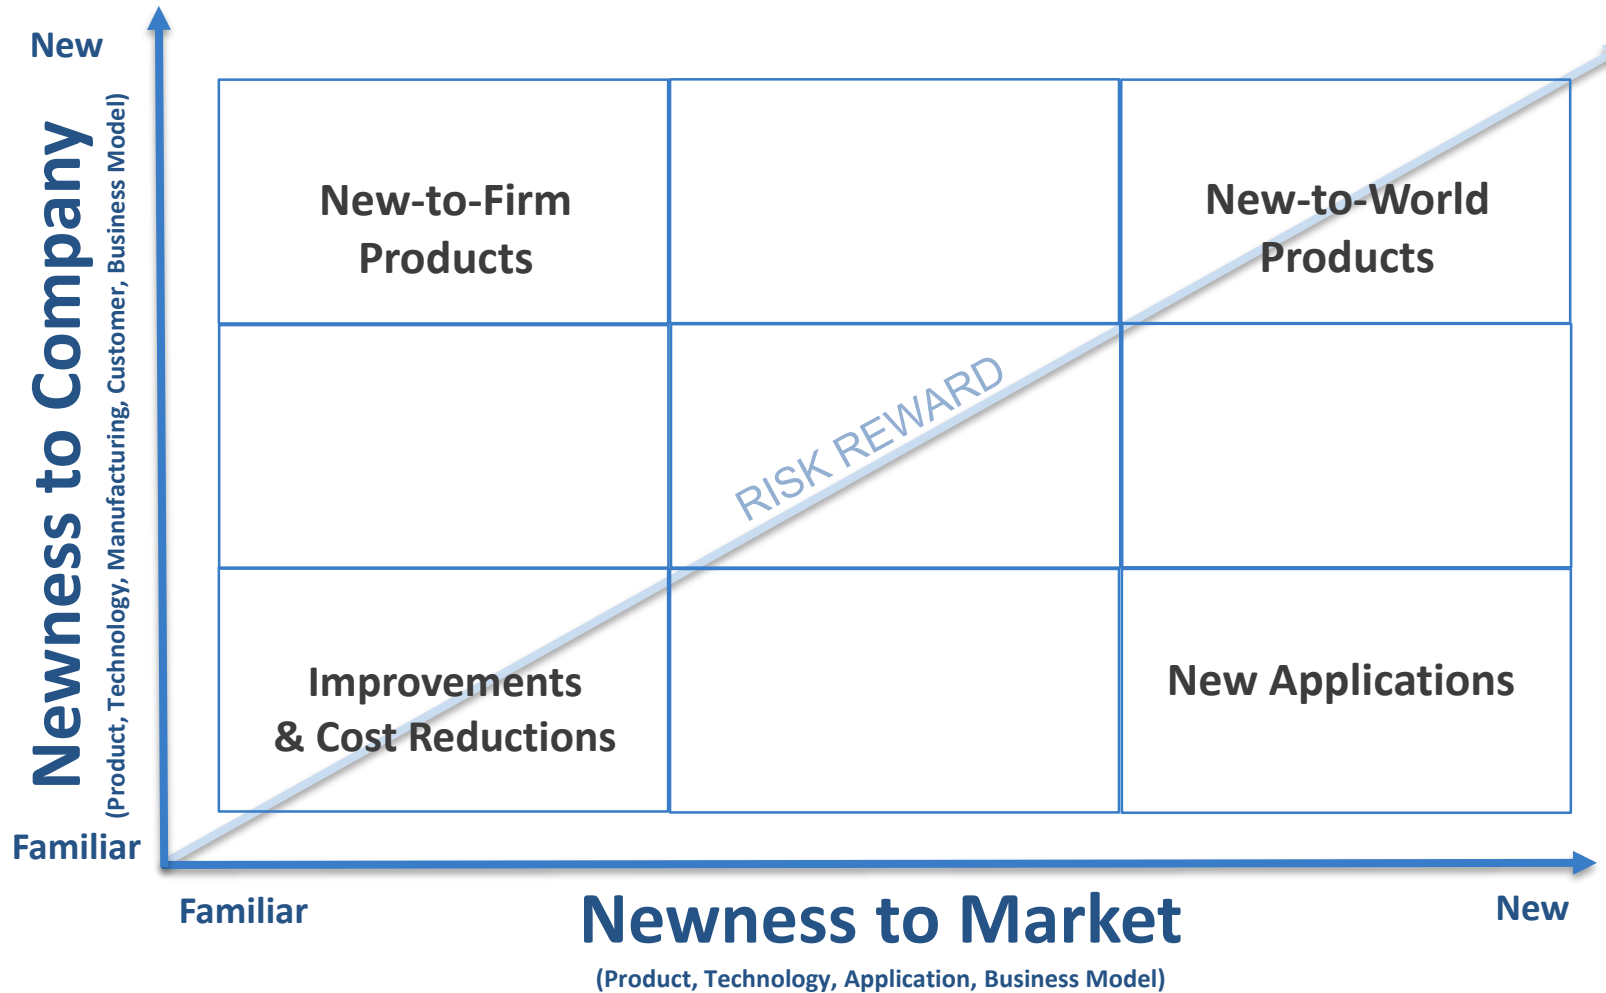 New
Newness to Company
(Product, Technology, Manufacturing, Customer, Business Model)
Familiar
New-to-Firm
Products
New-to-World
Products
RISK REWARD
Improvements
& Cost Reductions
New Applications
Familiar
Newness to Market
New
(Product, Technology, Application, Business Model)